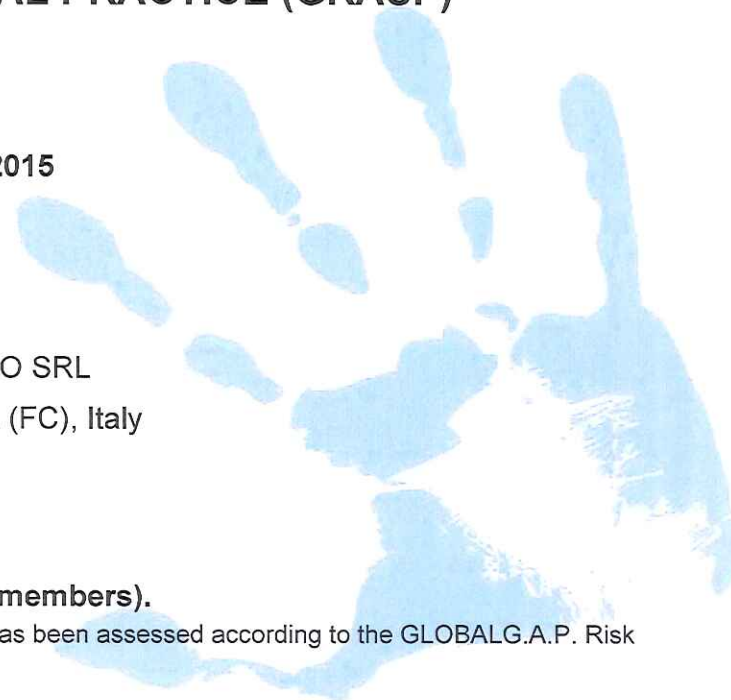 AL PRACTICE (GRASP)
2015
O SRL
(FC), Italy
members).
as been assessed according to the GLOBALG.A.P. Risk